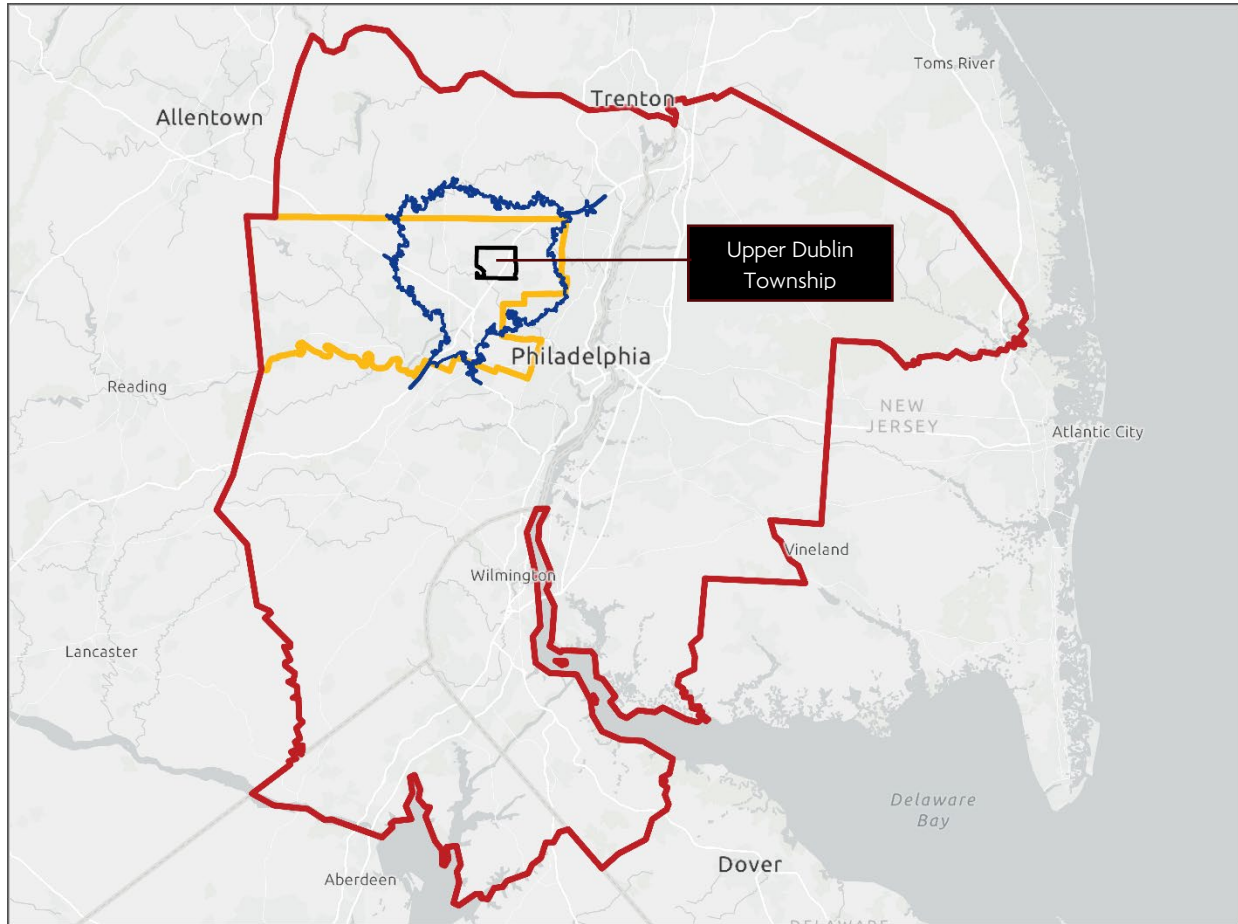 Toms River
Trenton
Allentown
Upper Dublin
Township
Philadelphia
Reading
NEW
JERSEY
Atlantic City
Vineland
Wilmington
Lancaster
Delaware
Bay
Dover
Aberdeen
DELAWARE